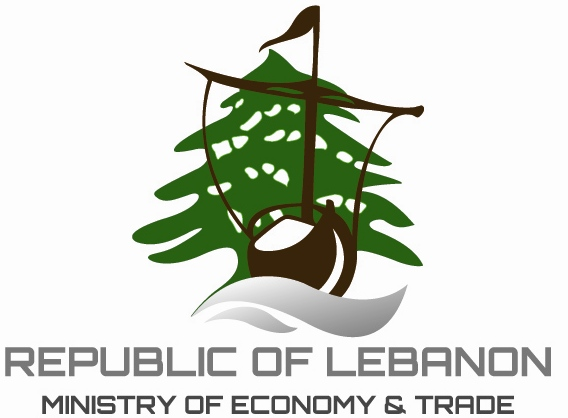 REPUBLIC OF LEBANON
MINISTRY OF ECONOMY & TRADE